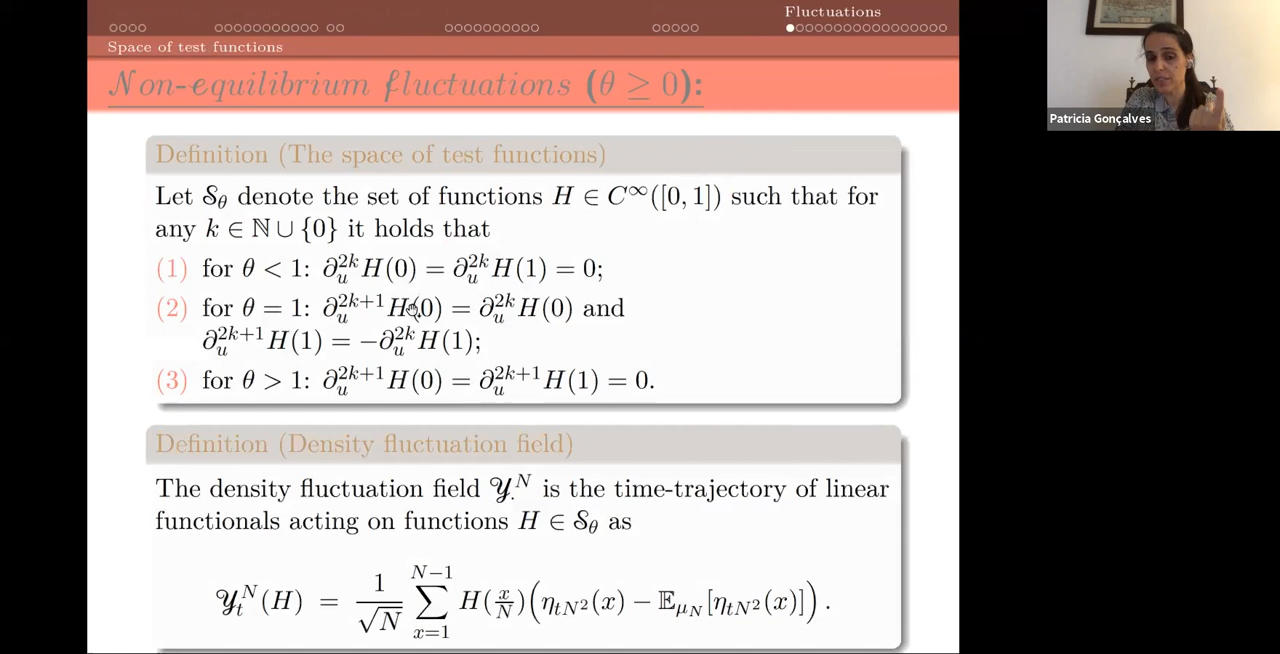 Fluctuations
Space of test functions
Non-equilibrium fluctuations (θ ≥ 0):
Patricia Gonçalves
Definition (The space of test functions)
Let 𝒮_θ denote the set of functions H ∈ C^∞([0, 1]) such that for
any k ∈ ℕ ∪ {0} it holds that
(1) for θ < 1: ∂_u^{2k} H(0) = ∂_u^{2k} H(1) = 0;
(2) for θ = 1: ∂_u^{2k+1} H(0) = ∂_u^{2k} H(0) and
∂_u^{2k+1} H(1) = −∂_u^{2k} H(1);
(3) for θ > 1: ∂_u^{2k+1} H(0) = ∂_u^{2k+1} H(1) = 0.
Definition (Density fluctuation field)
The density fluctuation field 𝒴_·^N is the time-trajectory of linear
functionals acting on functions H ∈ 𝒮_θ as
𝒴_t^N(H) = 1/√N ∑_{x=1}^{N−1} H(x/N)(η_{tN²}(x) − 𝔼_{μ_N}[η_{tN²}(x)]).